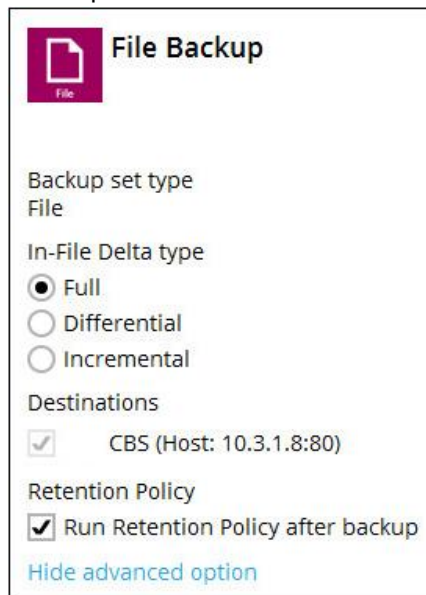 File Backup
File
Backup set type
File
In-File Delta type
Full
Differential
Incremental
Destinations
CBS (Host: 10.3.1.8:80)
Retention Policy
Run Retention Policy after backup
Hide advanced option